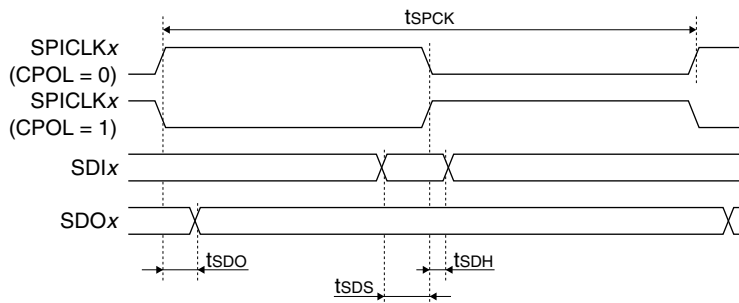 tSPCK
SPICLKx
(CPOL = 0)
SPICLKx
(CPOL = 1)
SDIx
SDOx
tSDO
tSDH
tSDS